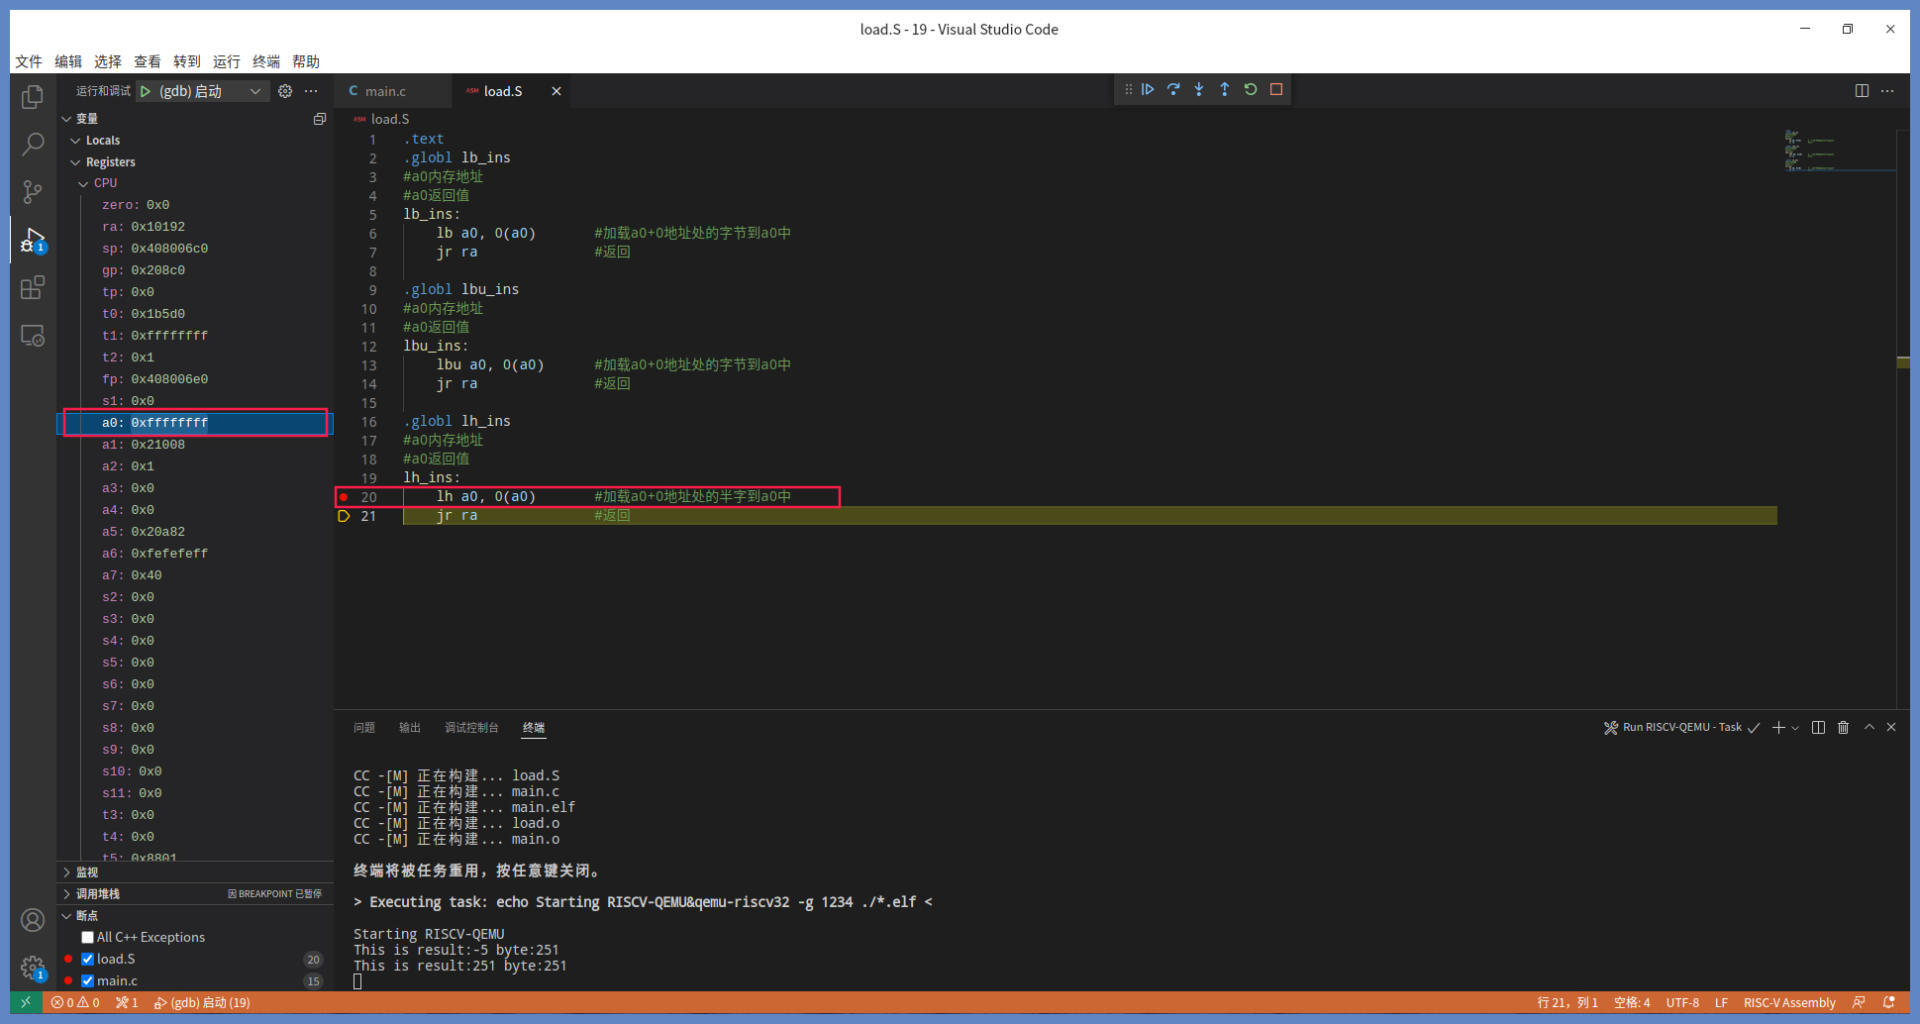 load.S - 19 - Visual Studio Code
文件 编辑 选择 查看 转到 运行 终端 帮助
运行和调试 (gdb) 启动
变量
Locals
Registers
CPU
zero: 0x0
ra: 0x10192
sp: 0x408006c0
gp: 0x208c0
tp: 0x0
t0: 0x1b5d0
t1: 0xffffffff
t2: 0x1
fp: 0x408006e0
s1: 0x0
a0: 0xffffffff
a1: 0x21008
a2: 0x1
a3: 0x0
a4: 0x0
a5: 0x20a82
a6: 0xfefefeff
a7: 0x40
s2: 0x0
s3: 0x0
s4: 0x0
s5: 0x0
s6: 0x0
s7: 0x0
s8: 0x0
s9: 0x0
s10: 0x0
s11: 0x0
t3: 0x0
t4: 0x0
t5: 0x8801
监视
调用堆栈 因 BREAKPOINT 已暂停
断点
All C++ Exceptions
load.S 20
main.c 15
C main.c ASM load.S
ASM load.S
1 .text
2 .globl lb_ins
3 #a0内存地址
4 #a0返回值
5 lb_ins:
6 lb a0, 0(a0) #加载a0+0地址处的字节到a0中
7 jr ra #返回
8
9 .globl lbu_ins
10 #a0内存地址
11 #a0返回值
12 lbu_ins:
13 lbu a0, 0(a0) #加载a0+0地址处的字节到a0中
14 jr ra #返回
15
16 .globl lh_ins
17 #a0内存地址
18 #a0返回值
19 lh_ins:
20 lh a0, 0(a0) #加载a0+0地址处的半字到a0中
21 jr ra #返回
问题 输出 调试控制台 终端
Run RISCV-QEMU - Task
CC -[M] 正在构建... load.S
CC -[M] 正在构建... main.c
CC -[M] 正在构建... main.elf
CC -[M] 正在构建... load.o
CC -[M] 正在构建... main.o
终端将被任务重用，按任意键关闭。
> Executing task: echo Starting RISCV-QEMU&qemu-riscv32 -g 1234 ./*.elf <
Starting RISCV-QEMU
This is result:-5 byte:251
This is result:251 byte:251
1
1
0 0 1 (gdb) 启动 (19)
行 21，列 1 空格: 4 UTF-8 LF RISC-V Assembly